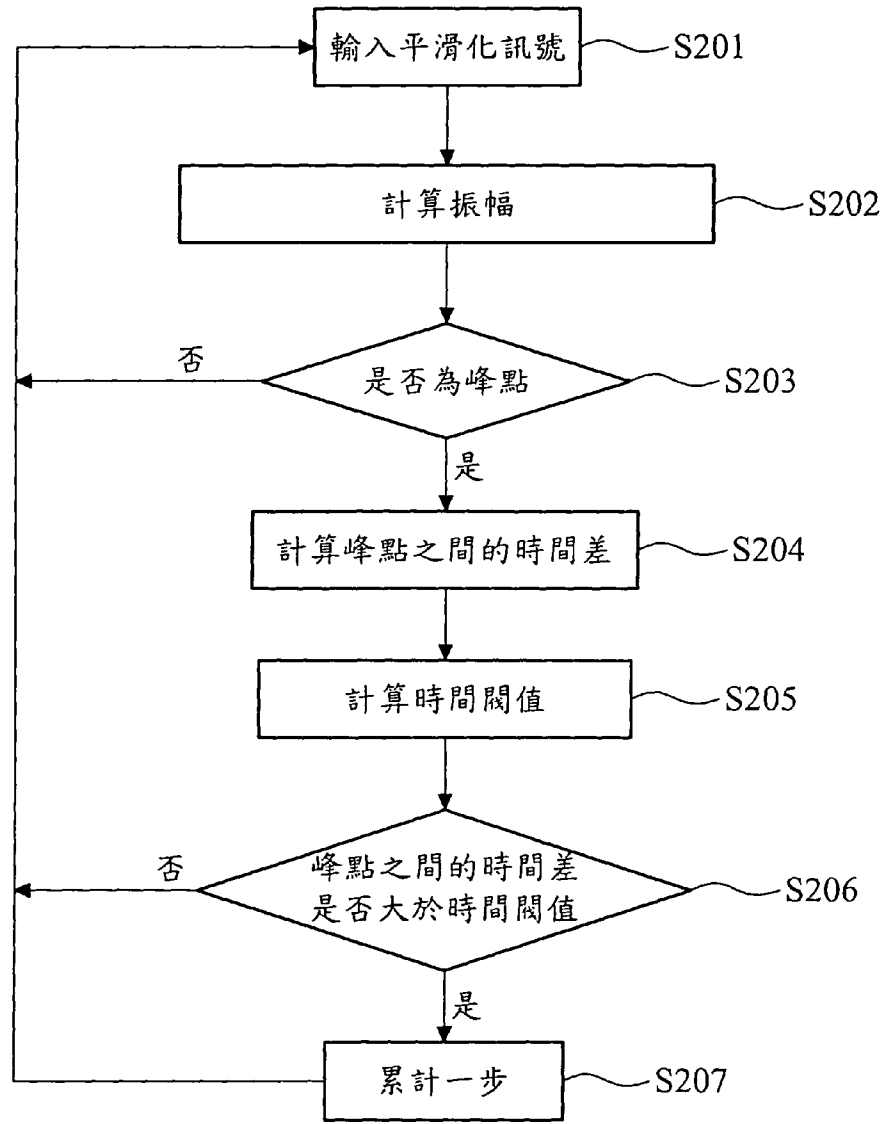 輸入平滑化訊號
S201
計算振幅
S202
否
是否為峰點
S203
是
計算峰點之間的時間差
S204
計算時間閥值
S205
否
峰點之間的時間差
是否大於時間閥值
S206
是
累計一步
S207